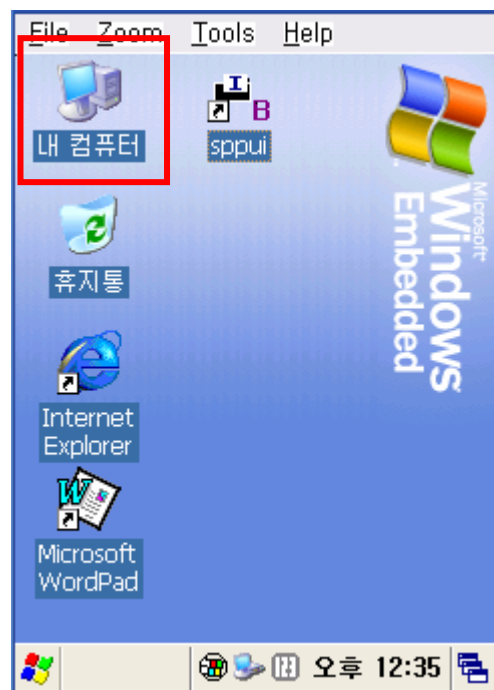 File Zoom Tools Help
내 컴퓨터
I
B
sppui
휴지통
Internet
Explorer
W
Microsoft
WordPad
Microsoft
Windows
Embedded
오후 12:35